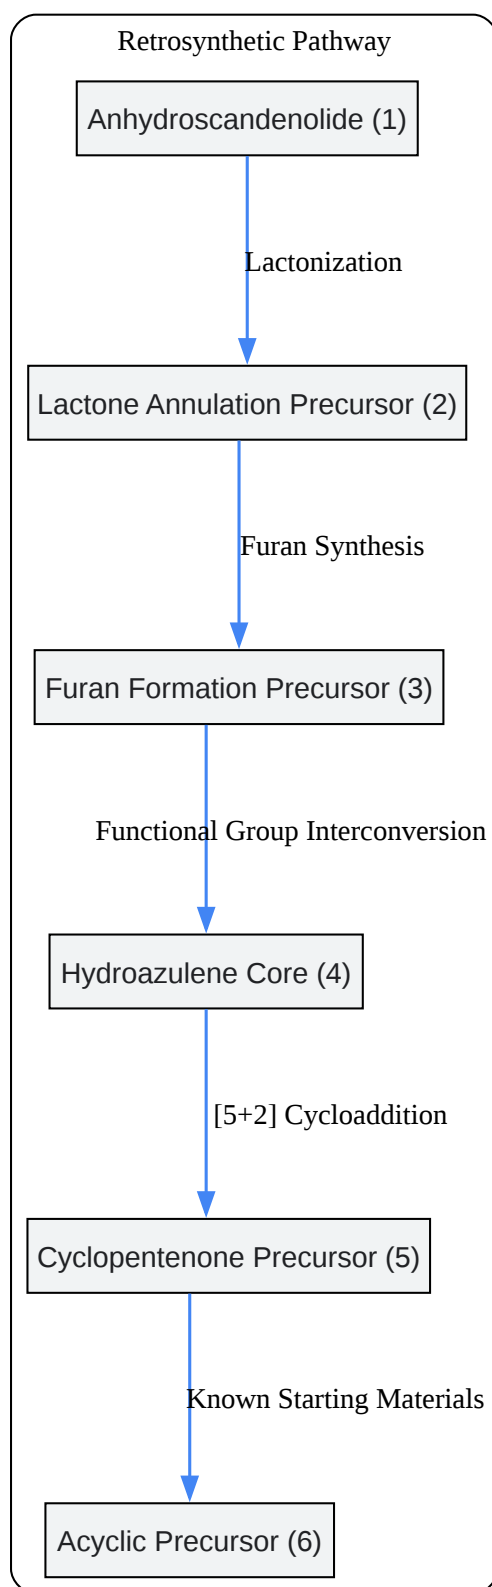 Retrosynthetic Pathway
Anhydroscandenolide (1)
Lactonization
Lactone Annulation Precursor (2)
Furan Synthesis
Furan Formation Precursor (3)
Functional Group Interconversion
Hydroazulene Core (4)
[5+2] Cycloaddition
Cyclopentenone Precursor (5)
Known Starting Materials
Acyclic Precursor (6)